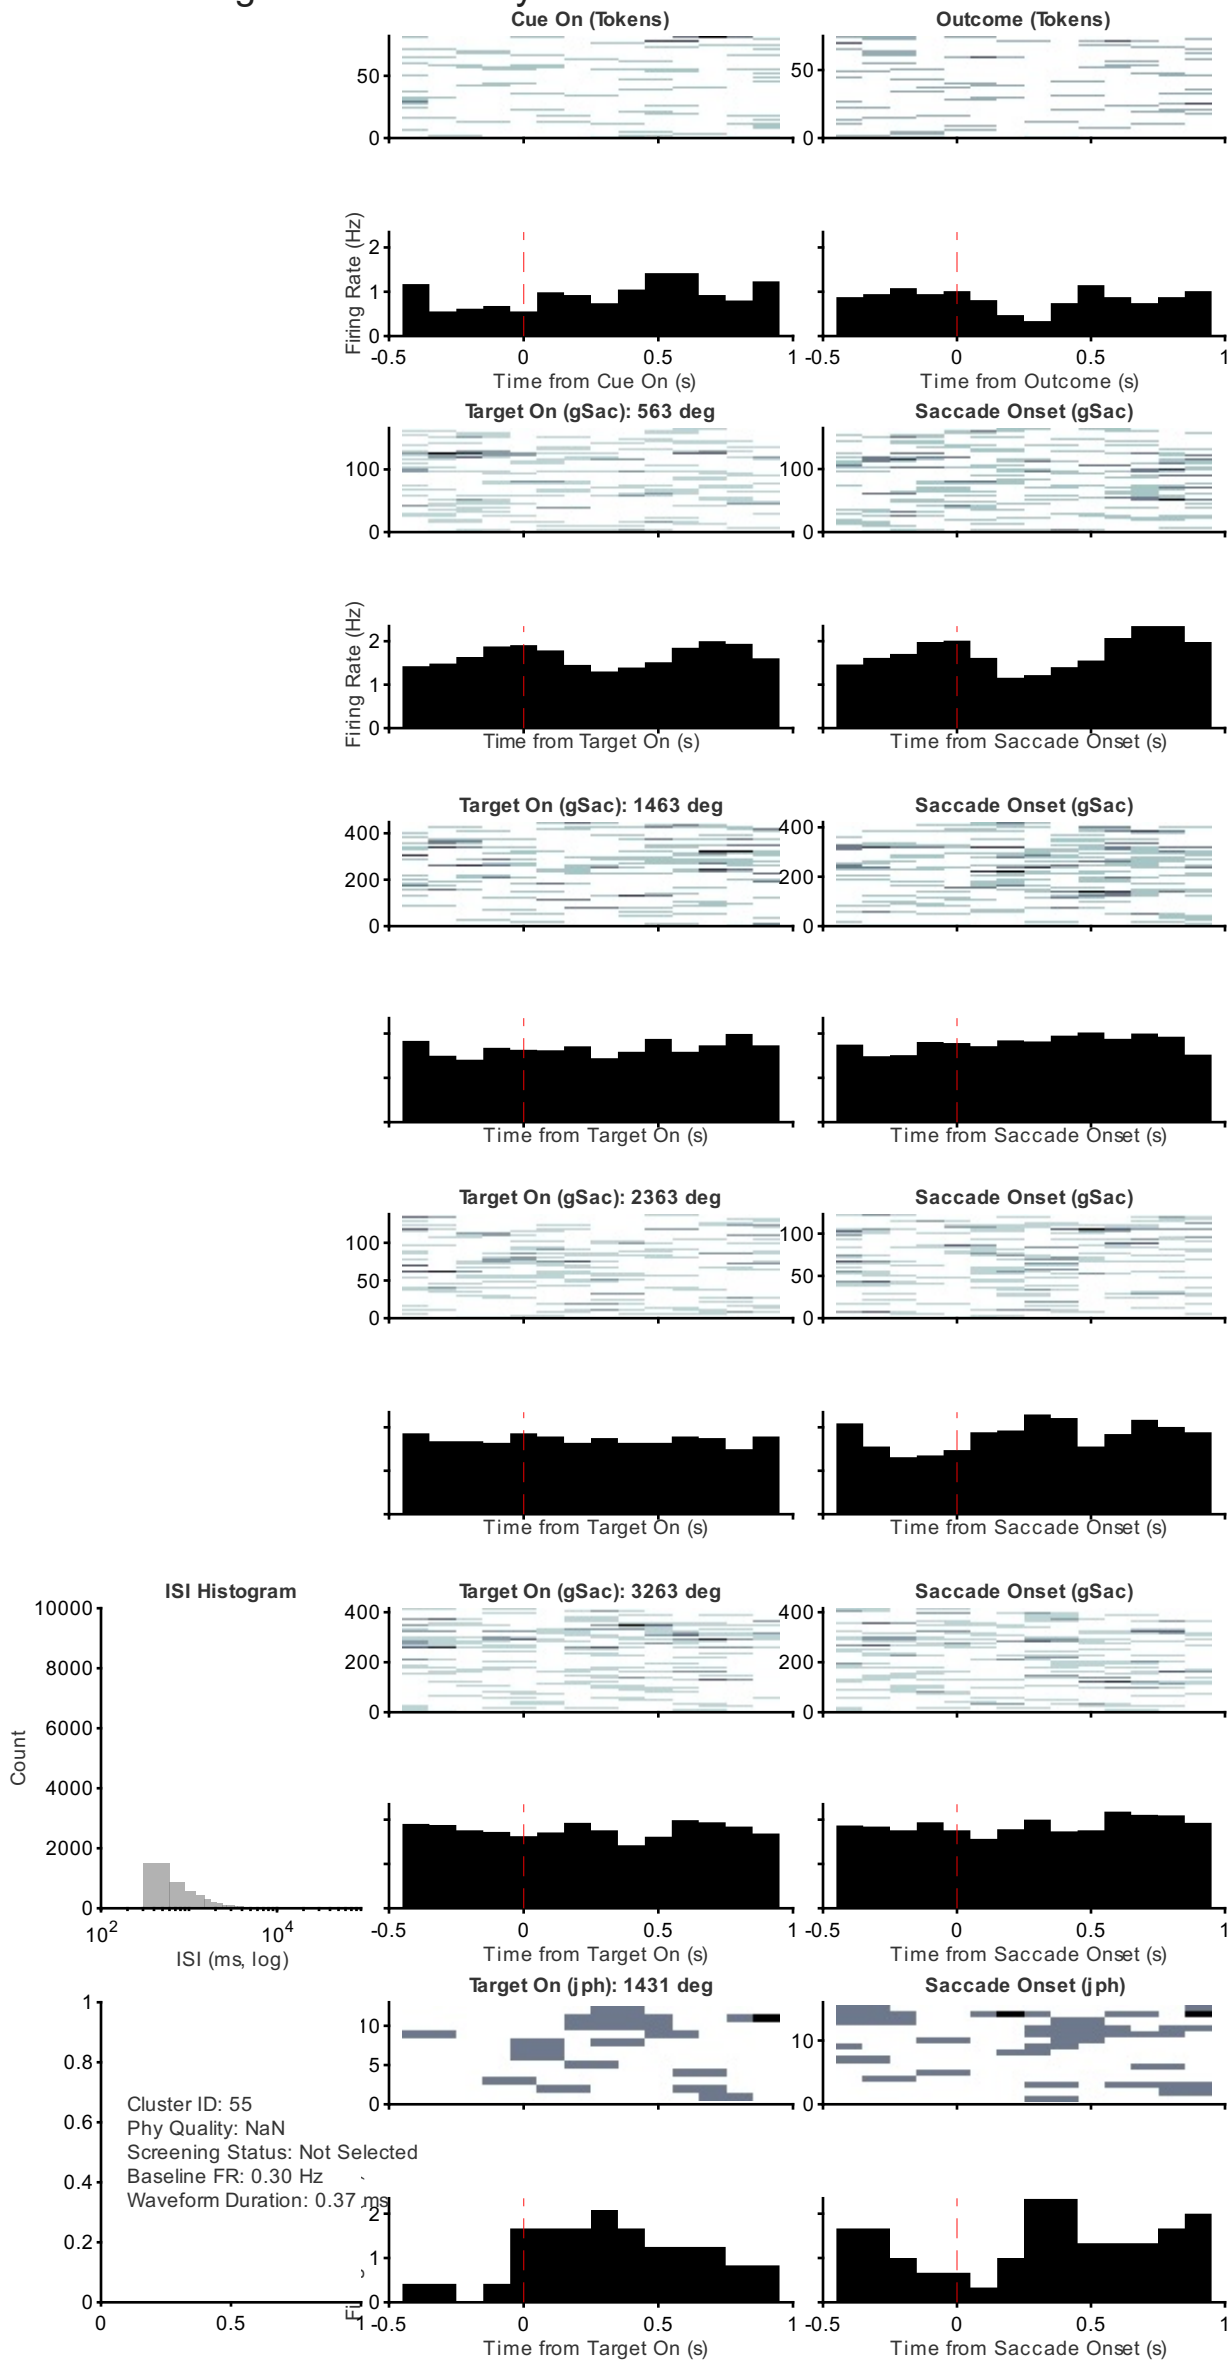 Cue On (Tokens)
Outcome (Tokens)
50
0
50
0
Firing Rate (Hz)
2
1
0
-0.5 0 0.5 1
-0.5 0 0.5 1
Time from Cue On (s)
Time from Outcome (s)
Target On (gSac): 563 deg
Saccade Onset (gSac)
100
0
100
0
Firing Rate (Hz)
2
1
0
Time from Target On (s)
Time from Saccade Onset (s)
Target On (gSac): 1463 deg
Saccade Onset (gSac)
400
200
0
400
200
0
Time from Target On (s)
Time from Saccade Onset (s)
Target On (gSac): 2363 deg
Saccade Onset (gSac)
100
50
0
100
50
0
Time from Target On (s)
Time from Saccade Onset (s)
ISI Histogram
10000
8000
6000
4000
2000
0
Count
10^2 10^4
ISI (ms, log)
Target On (gSac): 3263 deg
Saccade Onset (gSac)
400
200
0
400
200
0
-0.5 0 0.5 1
-0.5 0 0.5 1
Time from Target On (s)
Time from Saccade Onset (s)
1
0.8
0.6
0.4
0.2
0
0 0.5 1
Cluster ID: 55
Phy Quality: NaN
Screening Status: Not Selected
Baseline FR: 0.30 Hz
Waveform Duration: 0.37 ms
Target On (jph): 1431 deg
Saccade Onset (jph)
10
5
0
10
0
2
1
0
-0.5 0 0.5 1
-0.5 0 0.5 1
Time from Target On (s)
Time from Saccade Onset (s)